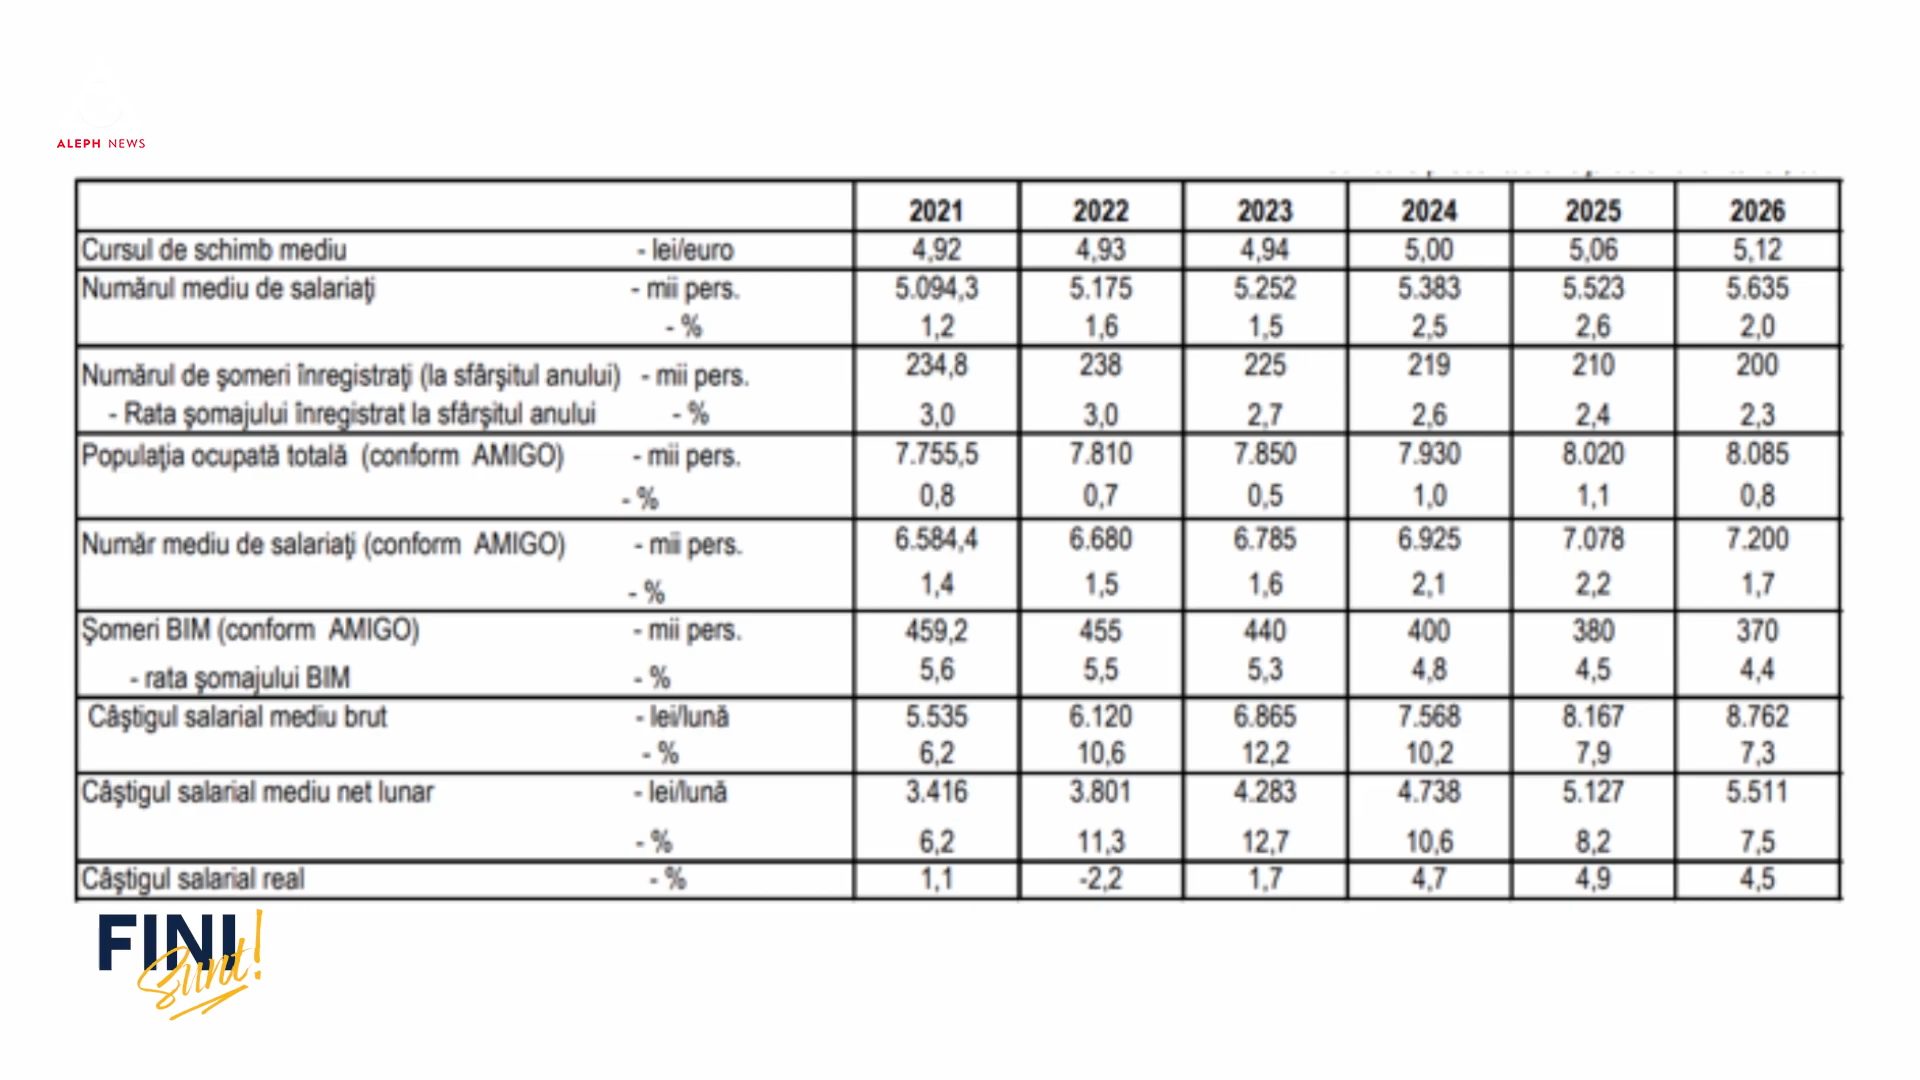 ALEPH NEWS
2021 2022 2023 2024 2025 2026
Cursul de schimb mediu - lei/euro 4,92 4,93 4,94 5,00 5,06 5,12
Numărul mediu de salariaţi - mii pers. 5.094,3 5.175 5.252 5.383 5.523 5.635
- % 1,2 1,6 1,5 2,5 2,6 2,0
Numărul de şomeri înregistraţi (la sfârşitul anului) - mii pers. 234,8 238 225 219 210 200
- Rata şomajului înregistrat la sfârşitul anului - % 3,0 3,0 2,7 2,6 2,4 2,3
Populaţia ocupată totală (conform AMIGO) - mii pers. 7.755,5 7.810 7.850 7.930 8.020 8.085
- % 0,8 0,7 0,5 1,0 1,1 0,8
Număr mediu de salariaţi (conform AMIGO) - mii pers. 6.584,4 6.680 6.785 6.925 7.078 7.200
- % 1,4 1,5 1,6 2,1 2,2 1,7
Şomeri BIM (conform AMIGO) - mii pers. 459,2 455 440 400 380 370
- rata şomajului BIM - % 5,6 5,5 5,3 4,8 4,5 4,4
Câştigul salarial mediu brut - lei/lună 5.535 6.120 6.865 7.568 8.167 8.762
- % 6,2 10,6 12,2 10,2 7,9 7,3
Câştigul salarial mediu net lunar - lei/lună 3.416 3.801 4.283 4.738 5.127 5.511
- % 6,2 11,3 12,7 10,6 8,2 7,5
Câştigul salarial real - % 1,1 -2,2 1,7 4,7 4,9 4,5
FINI
Sunt!